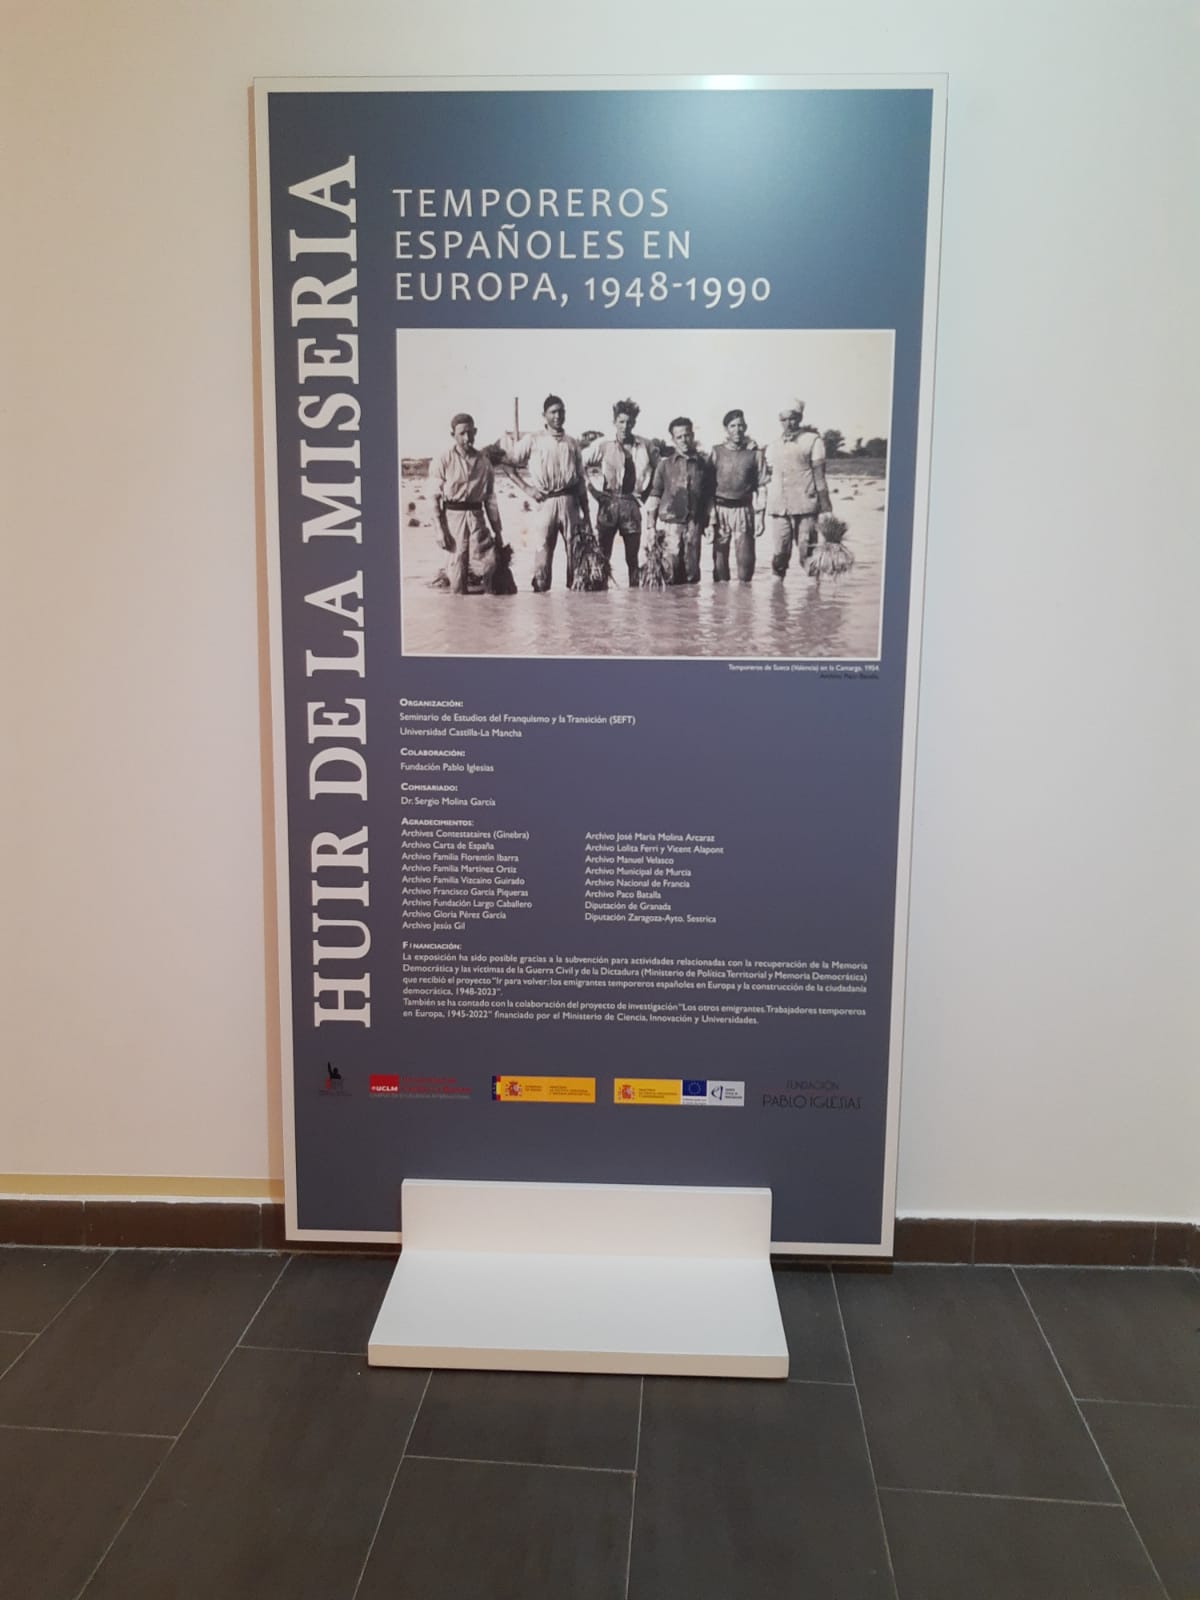 HUIR DE LA MISERIA
TEMPOREROS
ESPAÑOLES EN
EUROPA, 1948-1990
Temporeros de Sueca (Valencia) en la Camarga, 1954.
Archivo Paco Batalla.
ORGANIZACIÓN:
Seminario de Estudios del Franquismo y la Transición (SEFT)
Universidad Castilla-La Mancha
COLABORACIÓN:
Fundación Pablo Iglesias
COMISARIADO:
Dr. Sergio Molina García
AGRADECIMIENTOS:
Archives Contestataires (Ginebra)
Archivo Carta de España
Archivo Familia Florentín Ibarra
Archivo Familia Martínez Ortiz
Archivo Familia Vizcaíno Guirado
Archivo Francisco García Piqueras
Archivo Fundación Largo Caballero
Archivo Gloria Pérez García
Archivo Jesús Gil
Archivo José María Molina Arcaraz
Archivo Lolita Ferri y Vicent Alapont
Archivo Manuel Velasco
Archivo Municipal de Murcia
Archivo Nacional de Francia
Archivo Paco Batalla
Diputación de Granada
Diputación Zaragoza-Ayto. Sestrica
FINANCIACIÓN:
La exposición ha sido posible gracias a la subvención para actividades relacionadas con la recuperación de la Memoria
Democrática y las víctimas de la Guerra Civil y de la Dictadura (Ministerio de Política Territorial y Memoria Democrática)
que recibió el proyecto "Ir para volver: los emigrantes temporeros españoles en Europa y la construcción de la ciudadanía
democrática, 1948-2023".
También se ha contado con la colaboración del proyecto de investigación "Los otros emigrantes. Trabajadores temporeros
en Europa, 1945-2022" financiado por el Ministerio de Ciencia, Innovación y Universidades.
UCLM
FUNDACIÓN
PABLO IGLESIAS